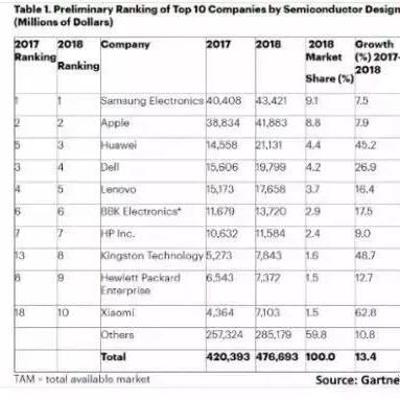 Table 1. Preliminary Ranking of Top 10 Companies by Semiconductor Design
(Millions of Dollars)
2017 Ranking 2018 Ranking Company 2017 2018 2018 Market Share (%) Growth (%) 2017-2018
1 1 Samsung Electronics 40,408 43,421 9.1 7.5
2 2 Apple 38,834 41,883 8.8 7.9
5 3 Huawei 14,558 21,131 4.4 45.2
3 4 Dell 15,606 19,799 4.2 26.9
4 5 Lenovo 15,173 17,658 3.7 16.4
6 6 BBK Electronics* 11,679 13,720 2.9 17.5
7 7 HP Inc. 10,632 11,584 2.4 9.0
13 8 Kingston Technology 5,273 7,843 1.6 48.7
8 9 Hewlett Packard Enterprise 6,543 7,372 1.5 12.7
18 10 Xiaomi 4,364 7,103 1.5 62.8
Others 257,324 285,179 59.8 10.8
Total 420,393 476,693 100.0 13.4
TAM = total available market
Source: Gartne